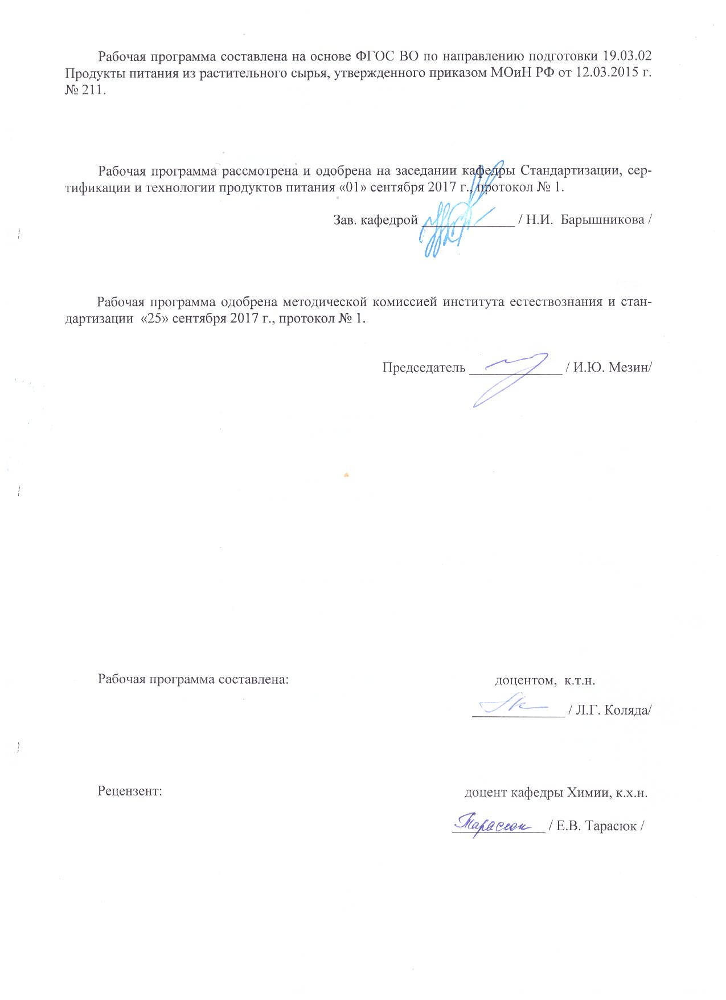 Рабочая программа составлена на основе ФГОС ВО по направлению подготовки 19.03.02
Продукты питания из растительного сырья, утвержденного приказом МОиН РФ от 12.03.2015 г.
№ 211.
Рабочая программа рассмотрена и одобрена на заседании кафедры Стандартизации, сер-
тификации и технологии продуктов питания «01» сентября 2017 г., протокол № 1.
Зав. кафедрой _____________ / Н.И. Барышникова /
Рабочая программа одобрена методической комиссией института естествознания и стан-
дартизации «25» сентября 2017 г., протокол № 1.
Председатель _____________ / И.Ю. Мезин/
Рабочая программа составлена: доцентом, к.т.н.
_____________ / Л.Г. Коляда/
Рецензент: доцент кафедры Химии, к.х.н.
Тарасюк / Е.В. Тарасюк /